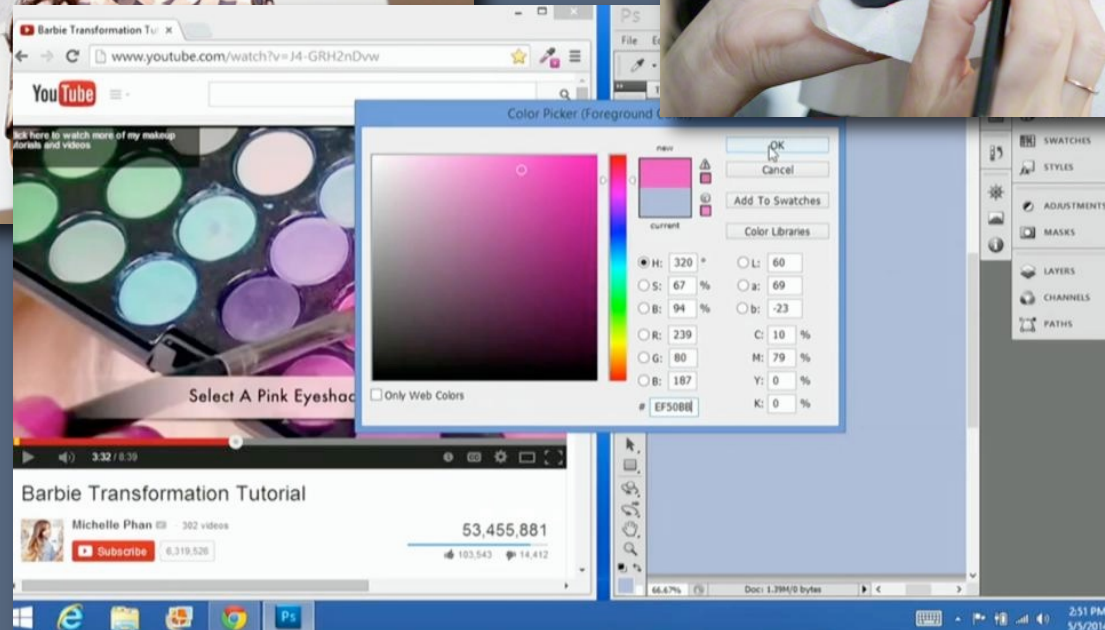 Barbie Transformation Tu
www.youtube.com/watch?v=J4-GRH2nDvw
YouTube
lick here to watch more of my makeup
utorials and videos
Select A Pink Eyeshad
3:32 / 8:39
Barbie Transformation Tutorial
Michelle Phan
302 videos
Subscribe
6,319,526
53,455,881
103,543
14,412
Ps
File
Color Picker (Foreground
new
current
OK
Cancel
Add To Swatches
Color Libraries
H: 320 °
L: 60
S: 67 %
a: 69
B: 94 %
b: -23
R: 239
C: 10 %
G: 80
M: 79 %
B: 187
Y: 0 %
# EF50BB
K: 0 %
Only Web Colors
SWATCHES
STYLES
ADJUSTMENTS
MASKS
LAYERS
CHANNELS
PATHS
66.67%
Doc: 1.39M/0 bytes
Ps
2:51 PM